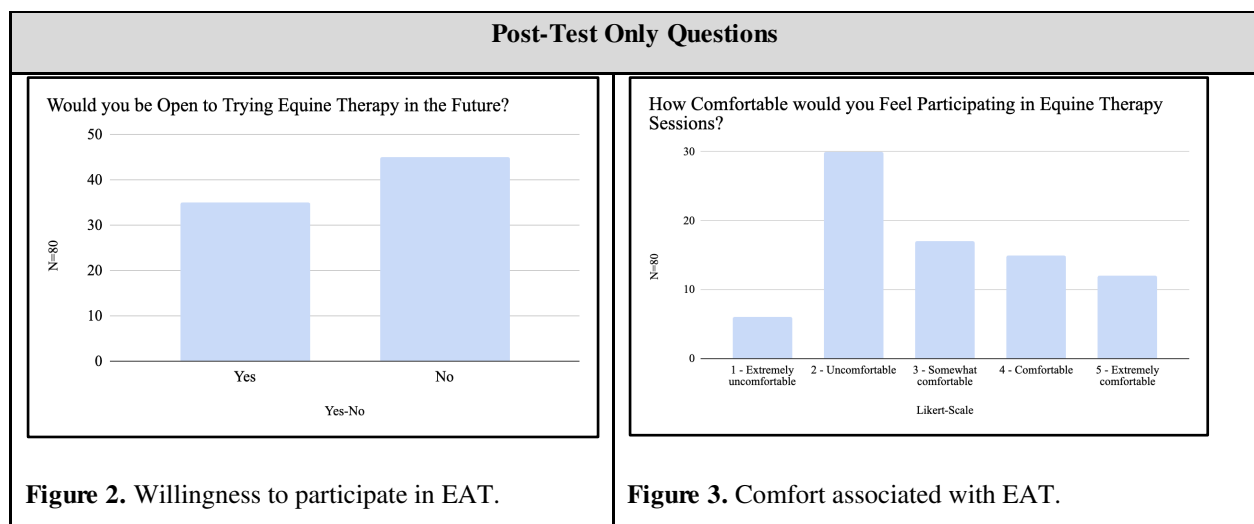 Post-Test Only Questions
Would you be Open to Trying Equine Therapy in the Future?
50
40
30
20
10
0
N=80
Yes
No
Yes-No
Figure 2. Willingness to participate in EAT.
How Comfortable would you Feel Participating in Equine Therapy
Sessions?
30
20
10
0
N=80
1 - Extremely
uncomfortable
2 - Uncomfortable
3 - Somewhat
comfortable
4 - Comfortable
5 - Extremely
comfortable
Likert-Scale
Figure 3. Comfort associated with EAT.